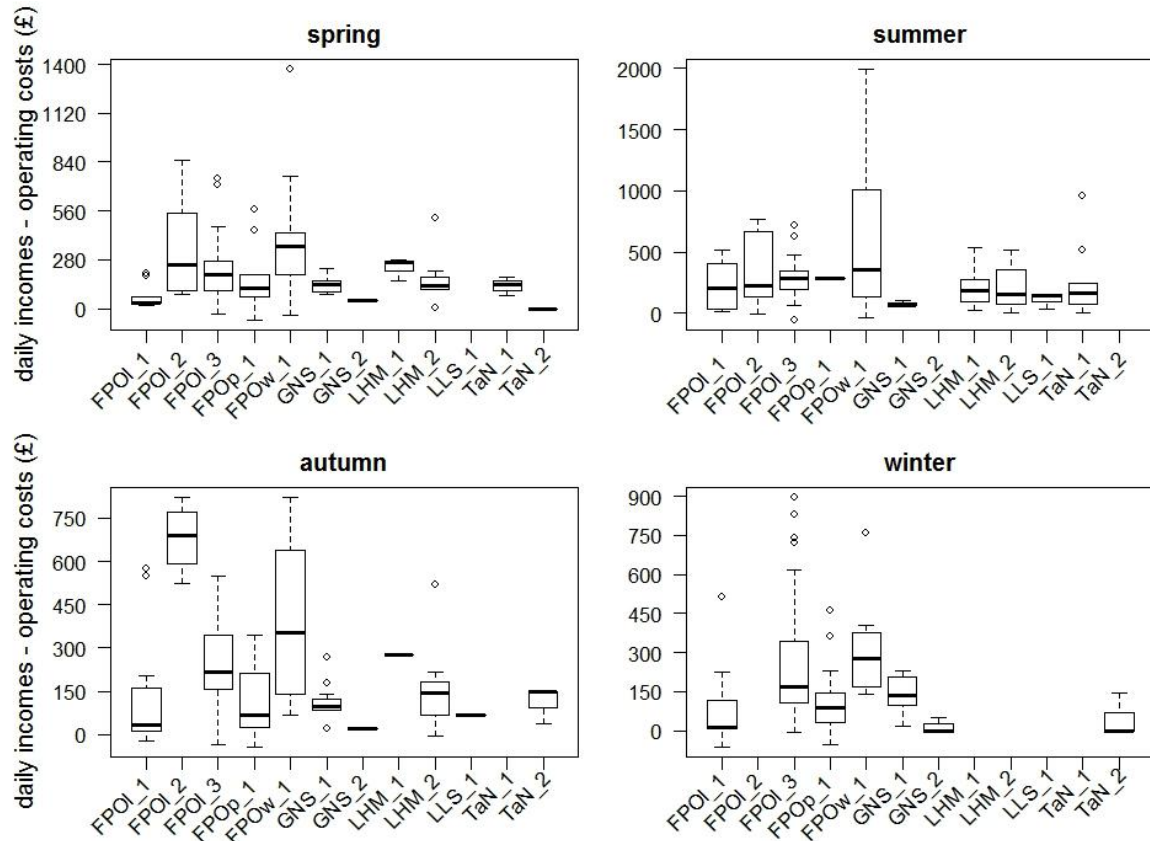 spring
daily incomes - operating costs (£)
1400
1120
840
560
280
0
FPOl_1
FPOl_2
FPOl_3
FPOp_1
FPOw_1
GNS_1
GNS_2
LHM_1
LHM_2
LLS_1
TaN_1
TaN_2
summer
2000
1500
1000
500
0
FPOl_1
FPOl_2
FPOl_3
FPOp_1
FPOw_1
GNS_1
GNS_2
LHM_1
LHM_2
LLS_1
TaN_1
TaN_2
autumn
daily incomes - operating costs (£)
750
600
450
300
150
0
FPOl_1
FPOl_2
FPOl_3
FPOp_1
FPOw_1
GNS_1
GNS_2
LHM_1
LHM_2
LLS_1
TaN_1
TaN_2
winter
900
750
600
450
300
150
0
FPOl_1
FPOl_2
FPOl_3
FPOp_1
FPOw_1
GNS_1
GNS_2
LHM_1
LHM_2
LLS_1
TaN_1
TaN_2